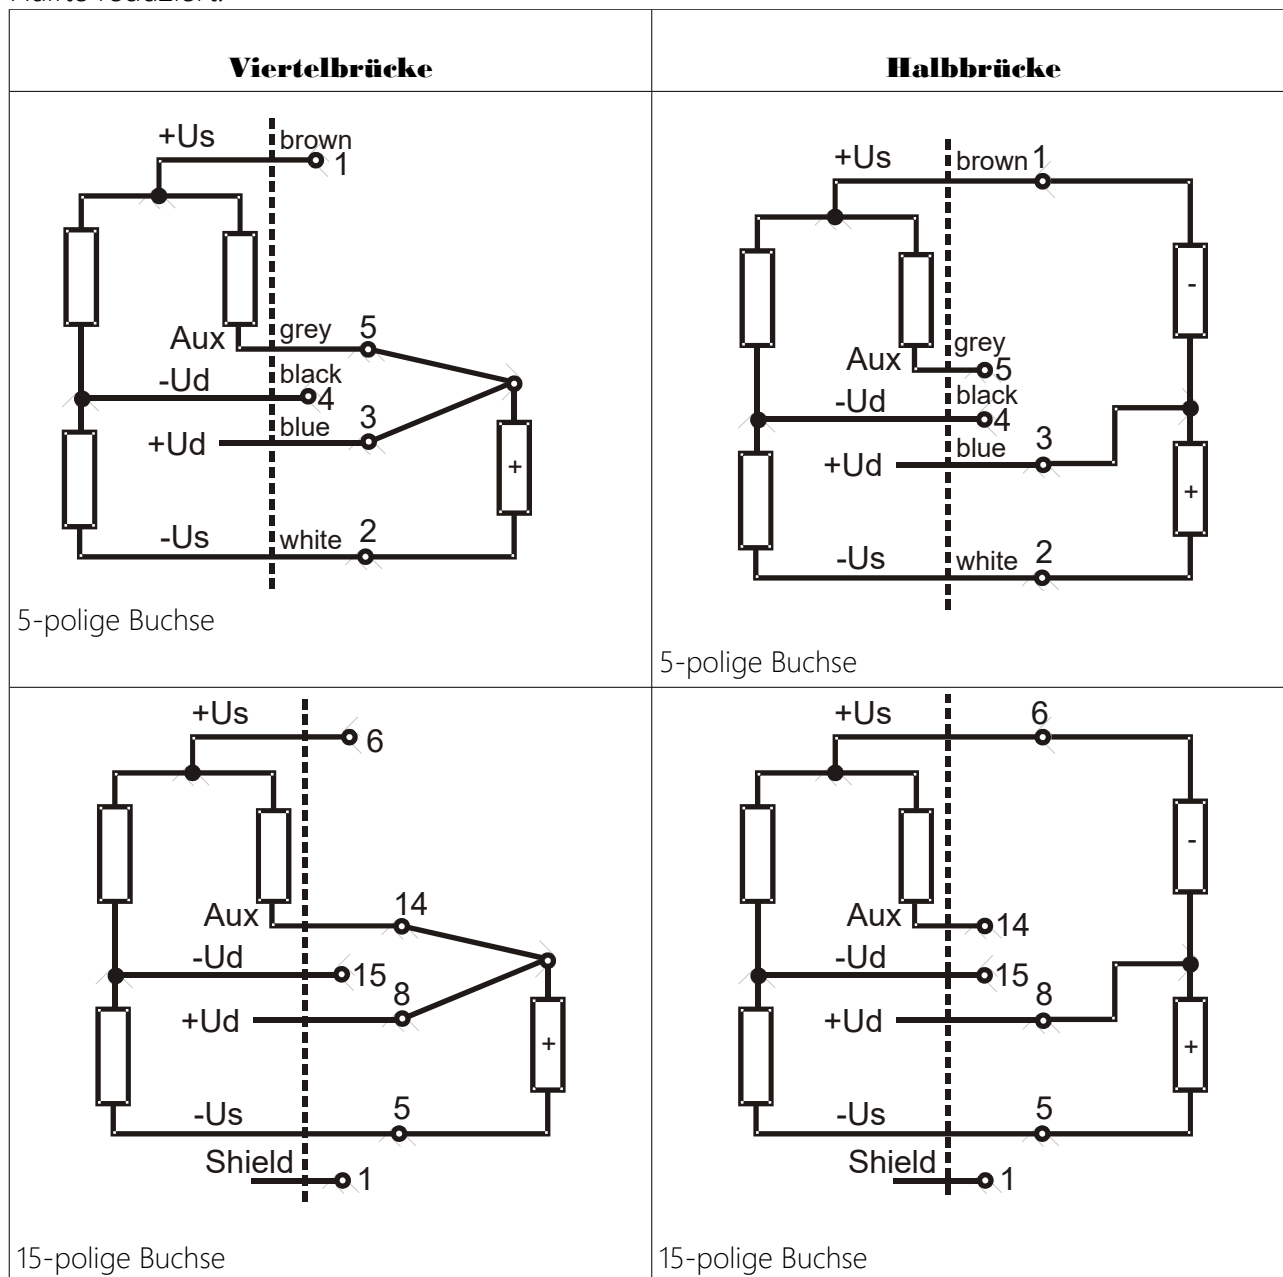 Viertelbrücke
Halbbrücke
+Us
brown
1
Aux
grey
5
-Ud
black
4
+Ud
blue
3
+
-Us
white
2
5-polige Buchse
+Us
brown
1
-
Aux
grey
5
-Ud
black
4
+Ud
blue
3
+
-Us
white
2
5-polige Buchse
+Us
6
Aux
14
-Ud
15
+Ud
8
+
-Us
5
Shield
1
15-polige Buchse
+Us
6
-
Aux
14
-Ud
15
+Ud
8
+
-Us
5
Shield
1
15-polige Buchse